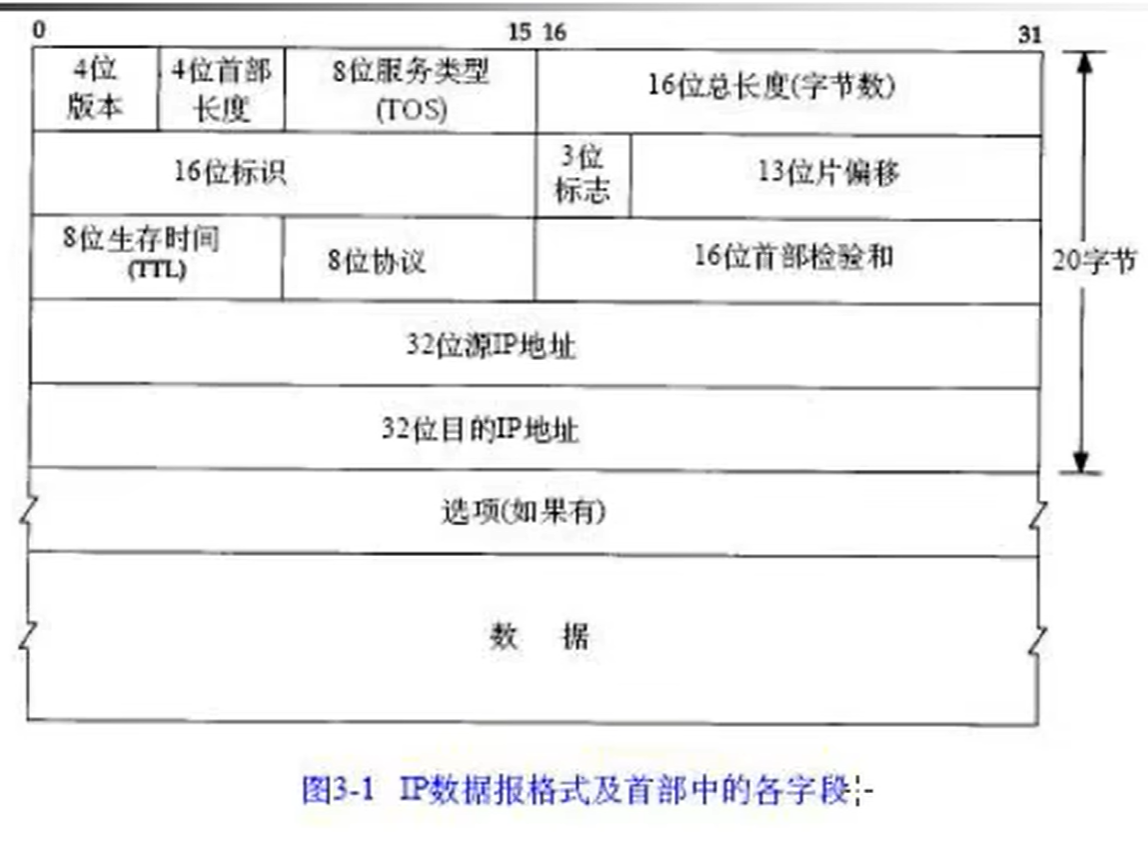 0 15 16 31
4位
版本
4位首部
长度
8位服务类型
(TOS)
16位总长度(字节数)
16位标识
3位
标志
13位片偏移
8位生存时间
(TTL)
8位协议
16位首部检验和
20字节
32位源IP地址
32位目的IP地址
选项(如果有)
数 据
图3-1 IP数据报格式及首部中的各字段